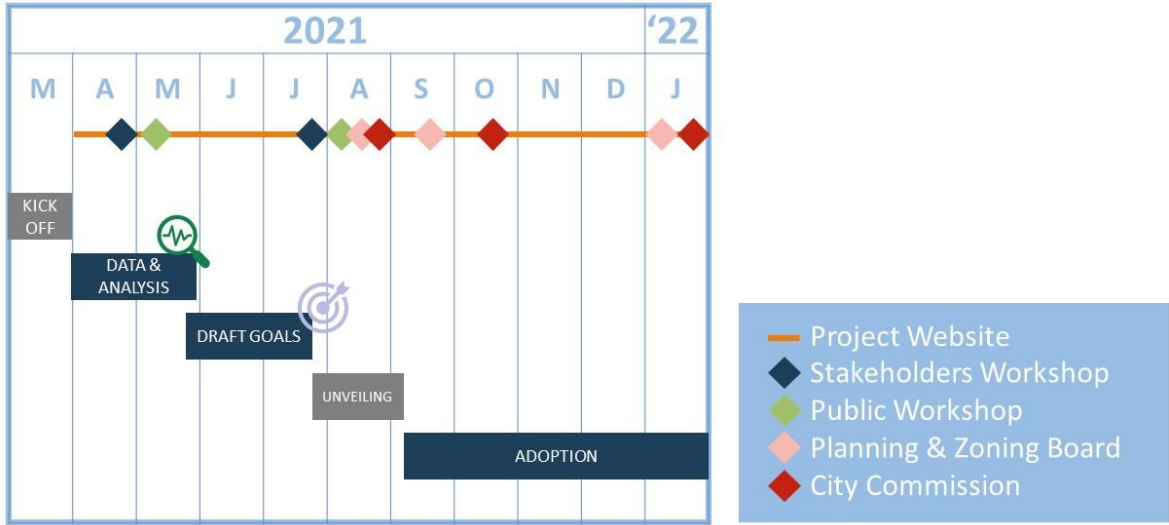 2021 ‘22
M A M J J A S O N D J
KICK
OFF
DATA &
ANALYSIS
DRAFT GOALS
UNVEILING
ADOPTION
Project Website
Stakeholders Workshop
Public Workshop
Planning & Zoning Board
City Commission